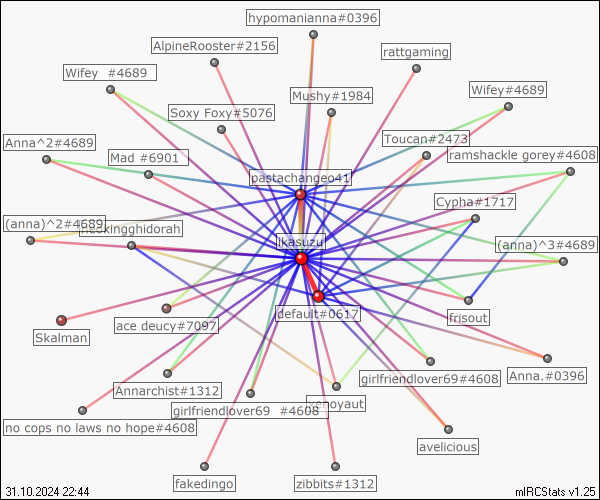 hypomanianna#0396
AlpineRooster#2156
rattgaming
Wifey #4689
Wifey#4689
Mushy#1984
Soxy Foxy#5076
Anna^2#4689
Toucan#2473
Mad #6901
ramshackle gorey#4608
pastachangeo41
Cypha#1717
(anna)^2#4689
ghidorah
ikasuzu
(anna)^3#4689
default#0617
frisout
ace deucy#7097
Skalman
girlfriendlover69#4608
Anna.#0396
Annarchist#1312
girlfriendlover69 #4608
xenoyaut
no cops no laws no hope#4608
avelicious
fakedingo
zibbits#1312
31.10.2024 22:44
mIRCStats v1.25